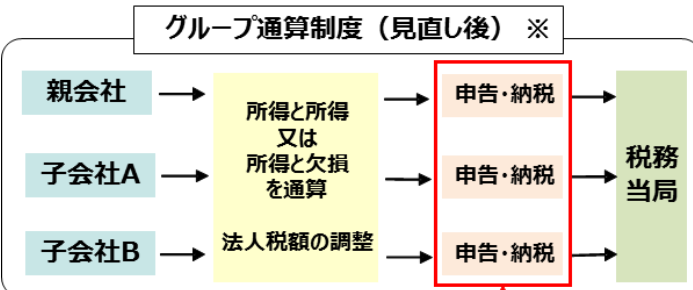 グループ通算制度（見直し後） ※
親会社
子会社A
子会社B
所得と所得
又は
所得と欠損
を通算
法人税額の調整
申告・納税
申告・納税
申告・納税
税務
当局